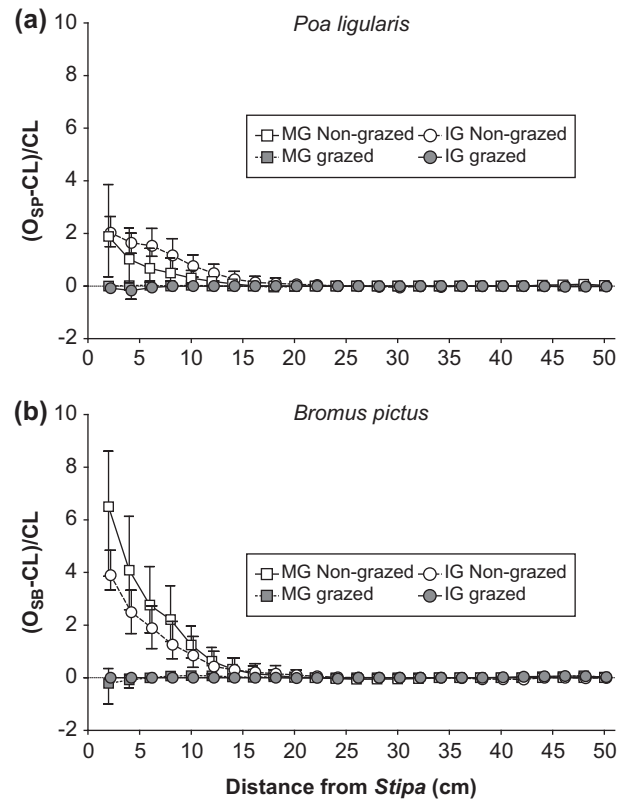 (a)
Poa ligularis
10
8
6
4
2
0
-2
(O_SP-CL)/CL
MG Non-grazed IG Non-grazed
MG grazed IG grazed
0 5 10 15 20 25 30 35 40 45 50
(b)
Bromus pictus
10
8
6
4
2
0
-2
(O_SB-CL)/CL
MG Non-grazed IG Non-grazed
MG grazed IG grazed
0 5 10 15 20 25 30 35 40 45 50
Distance from Stipa (cm)